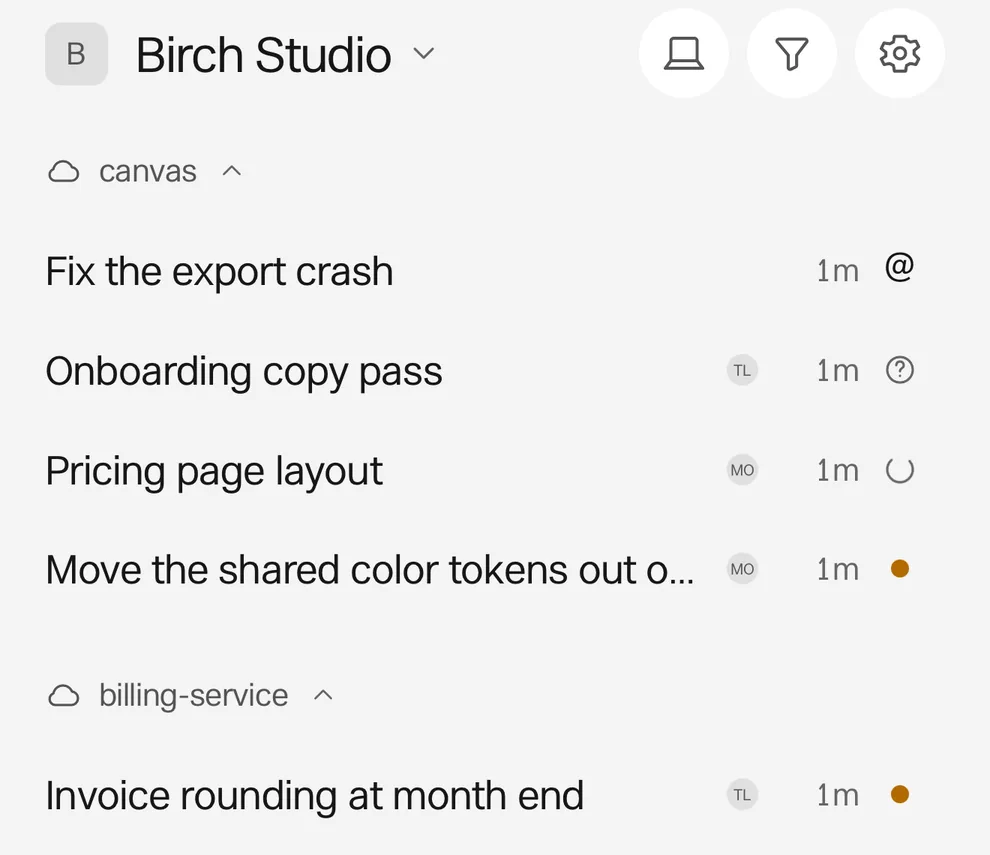 B Birch Studio
canvas
Fix the export crash 1m @
Onboarding copy pass TL 1m ?
Pricing page layout MO 1m
Move the shared color tokens out o... MO 1m
billing-service
Invoice rounding at month end TL 1m